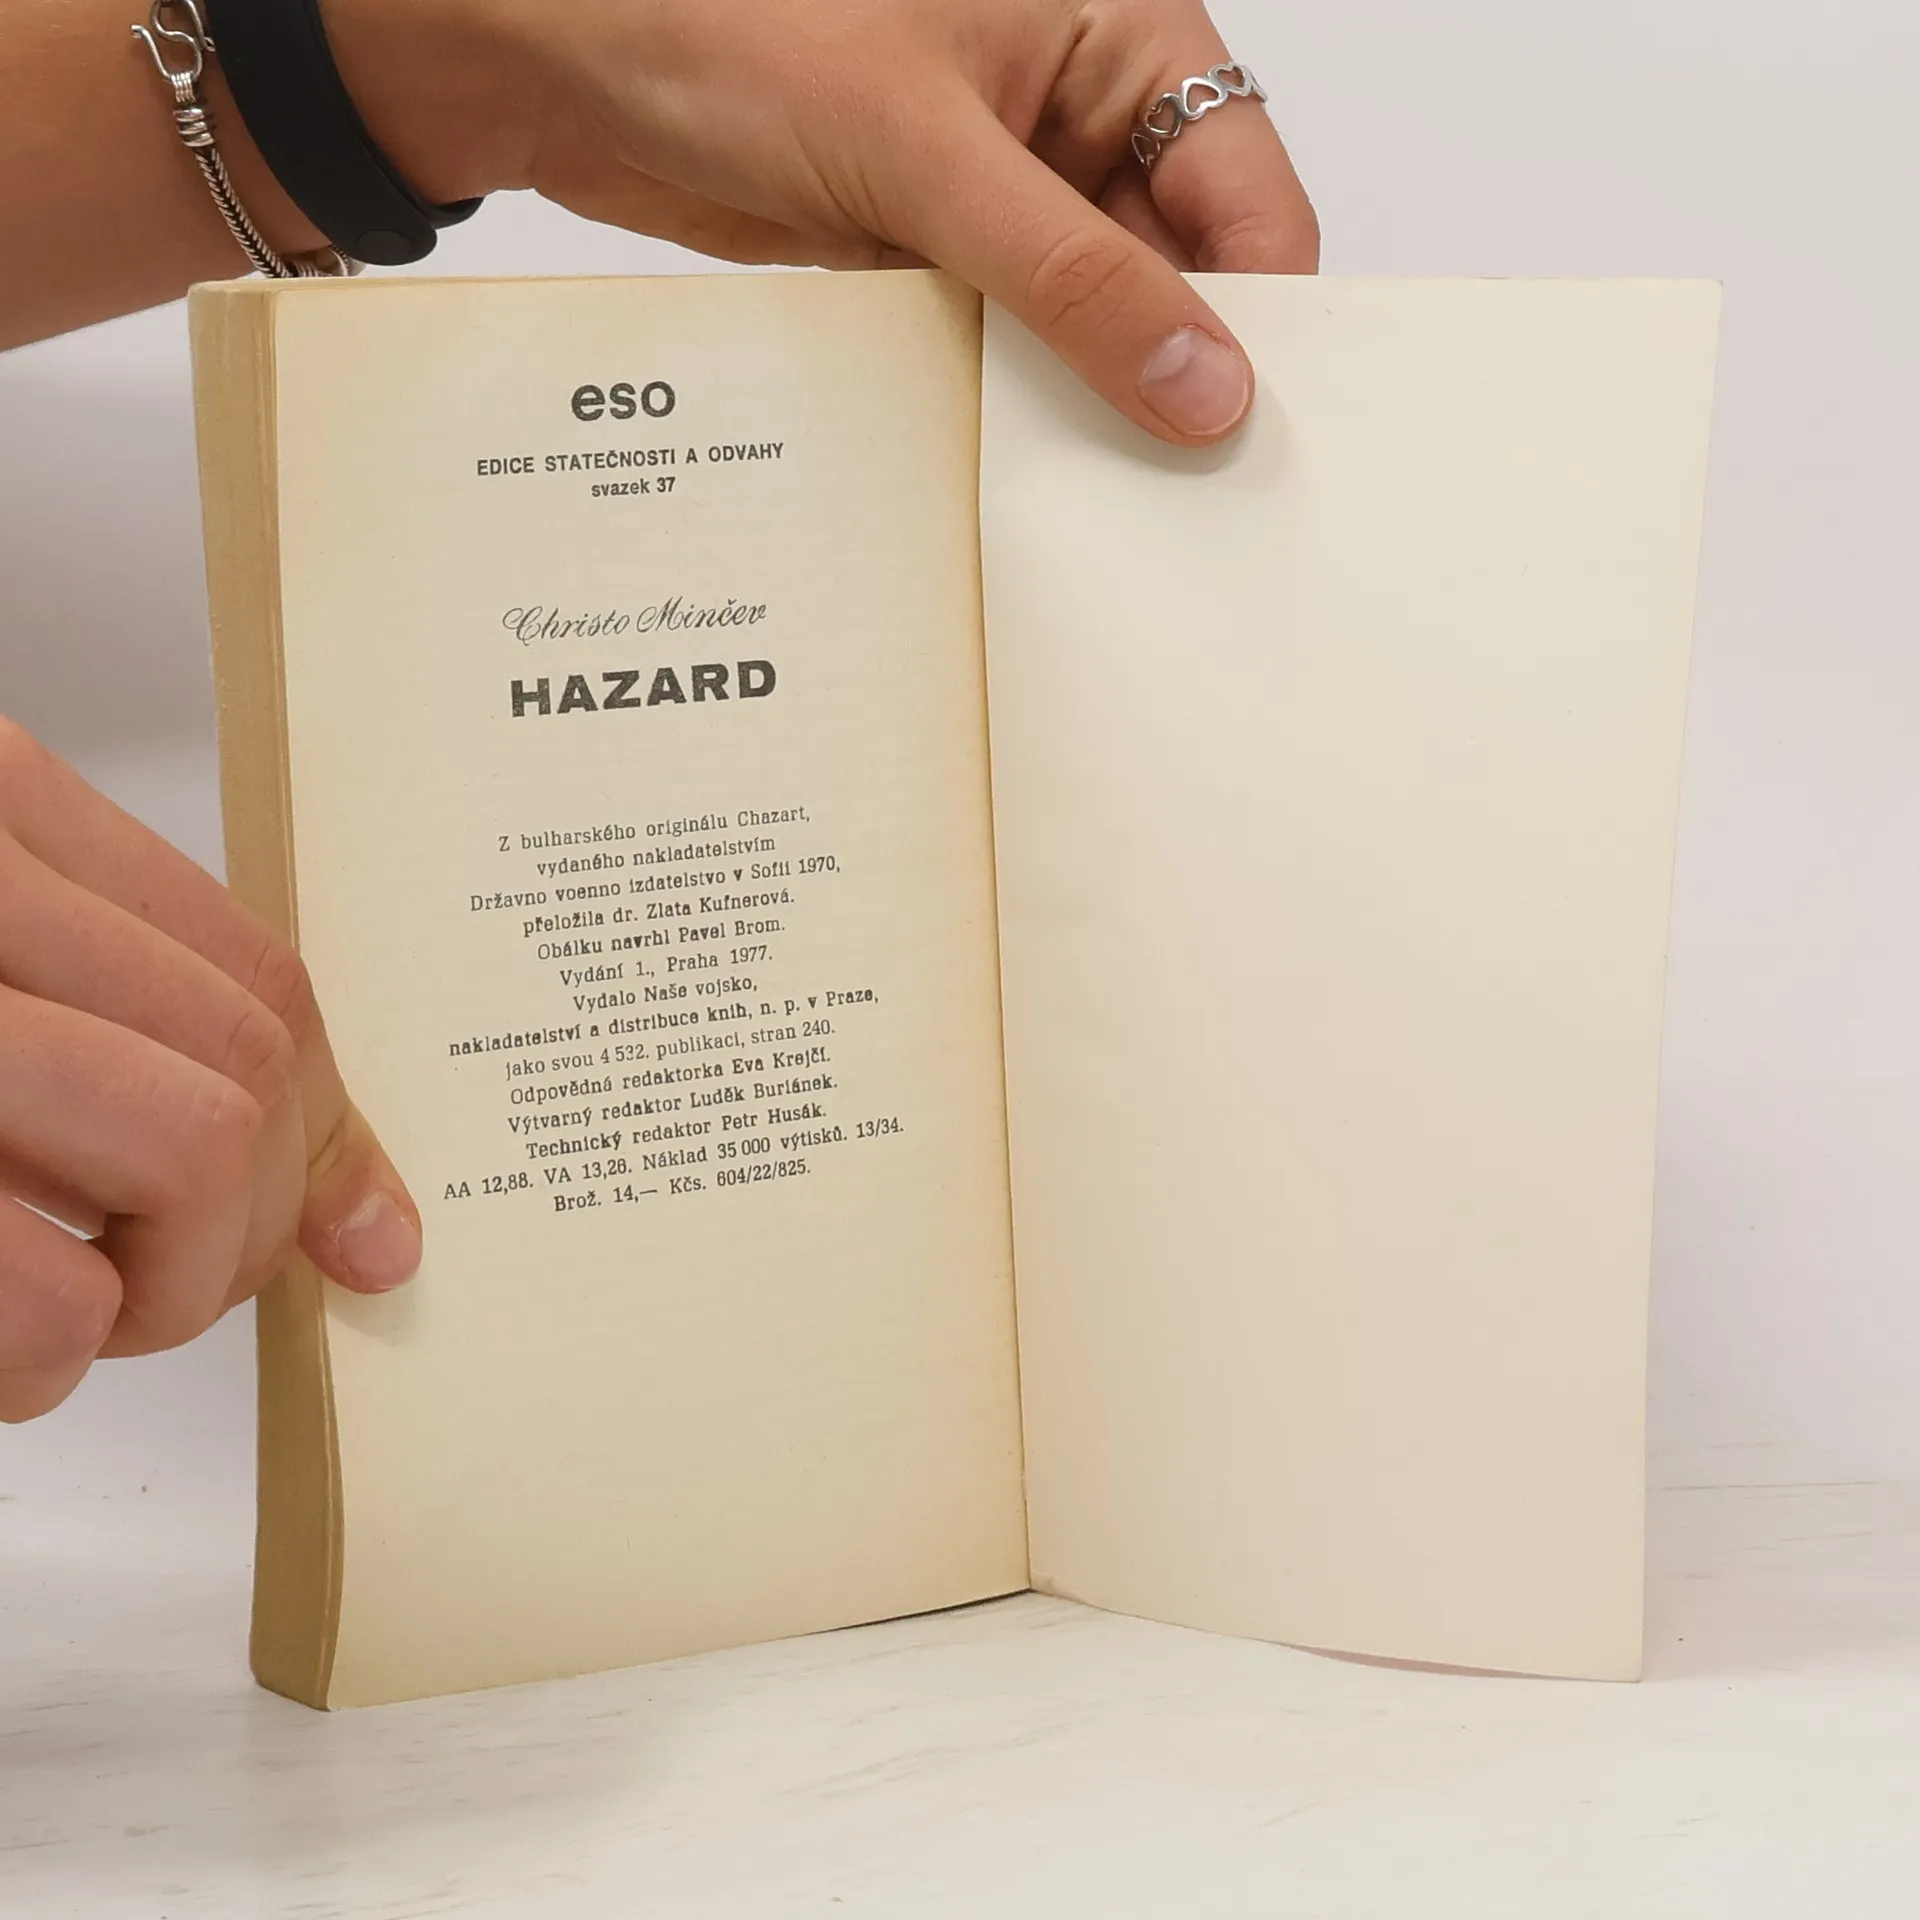 eso
EDICE STATEČNOSTI A ODVAHY
svazek 37
Christo Minčev
HAZARD
Z bulharského originálu Chazart,
vydaného nakladatelstvím
Državno voenno izdatelstvo v Sofii 1970,
přeložila dr. Zlata Kufnerová.
Obálku navrhl Pavel Brom.
Vydání 1., Praha 1977.
Vydalo Naše vojsko,
nakladatelství a distribuce knih, n. p. v Praze,
jako svou 4 532. publikaci, stran 240.
Odpovědná redaktorka Eva Krejčí.
Výtvarný redaktor Luděk Buriánek.
Technický redaktor Petr Husák.
AA 12,88. VA 13,26. Náklad 35 000 výtisků. 13/34.
Brož. 14,— Kčs. 604/22/825.